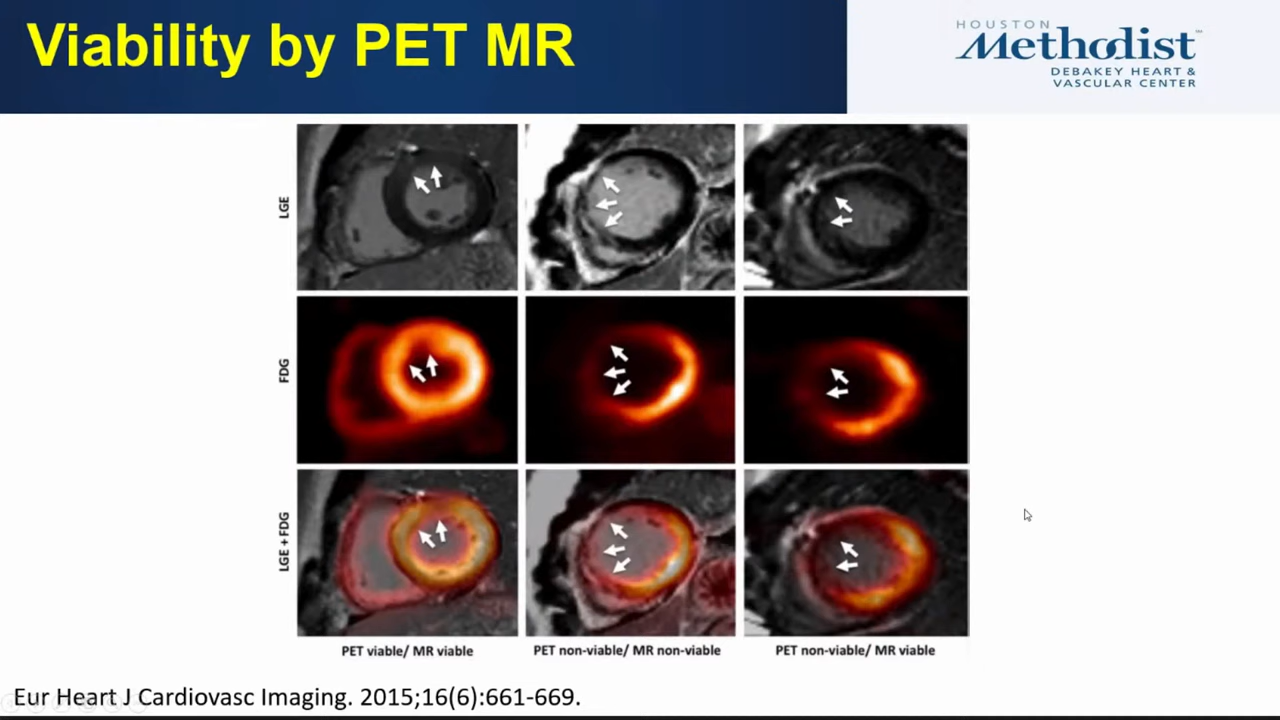 Viability by PET MR
HOUSTON
Methodist
DEBAKEY HEART &
VASCULAR CENTER
LGE
FDG
LGE + FDG
PET viable/ MR viable
PET non-viable/ MR non-viable
PET non-viable/ MR viable
Eur Heart J Cardiovasc Imaging. 2015;16(6):661-669.